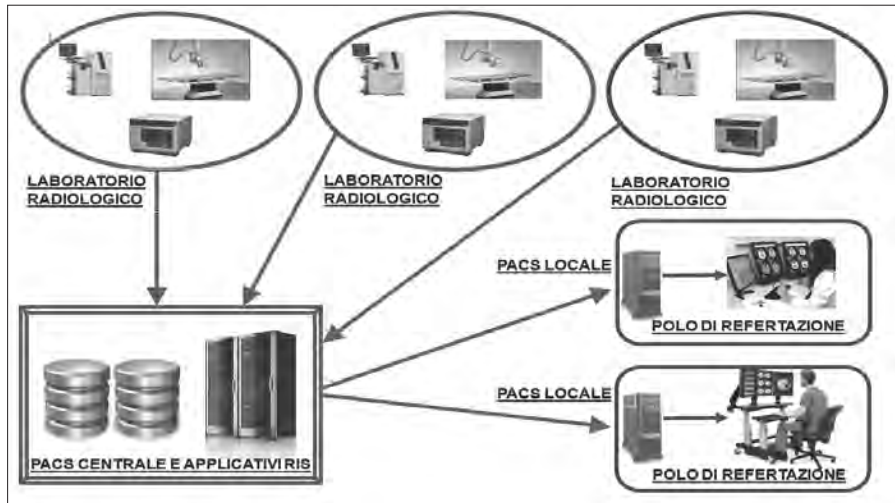 LABORATORIO
RADIOLOGICO
LABORATORIO
RADIOLOGICO
LABORATORIO
RADIOLOGICO
PACS LOCALE
POLO DI REFERTAZIONE
PACS LOCALE
POLO DI REFERTAZIONE
PACS CENTRALE E APPLICATIVI RIS